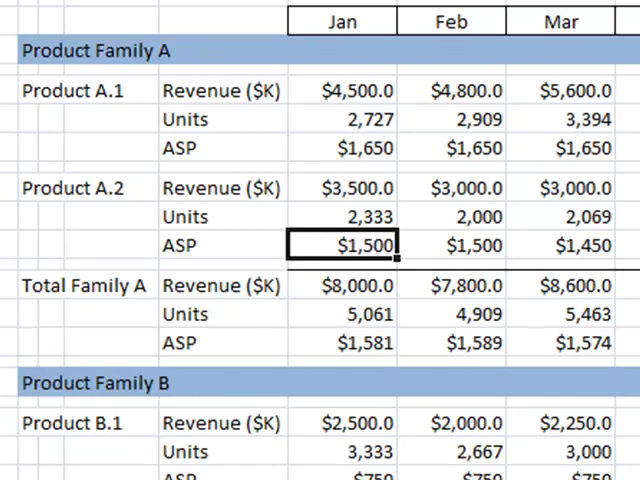 Jan Feb Mar
Product Family A
Product A.1 Revenue ($K) $4,500.0 $4,800.0 $5,600.0
Units 2,727 2,909 3,394
ASP $1,650 $1,650 $1,650
Product A.2 Revenue ($K) $3,500.0 $3,000.0 $3,000.0
Units 2,333 2,000 2,069
ASP $1,500 $1,500 $1,450
Total Family A Revenue ($K) $8,000.0 $7,800.0 $8,600.0
Units 5,061 4,909 5,463
ASP $1,581 $1,589 $1,574
Product Family B
Product B.1 Revenue ($K) $2,500.0 $2,000.0 $2,250.0
Units 3,333 2,667 3,000
ASP $750 $750 $750